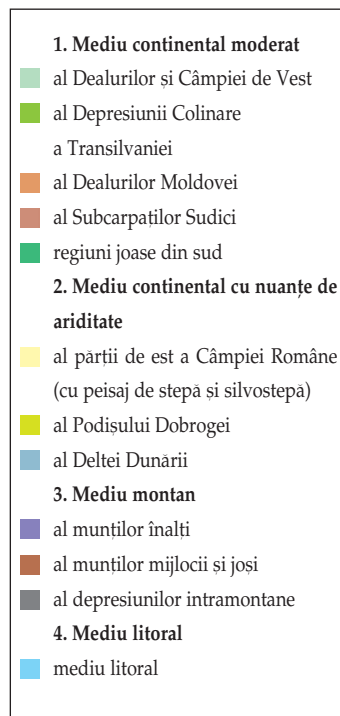 1. Mediu continental moderat
al Dealurilor și Câmpiei de Vest
al Depresiunii Colinare
a Transilvaniei
al Dealurilor Moldovei
al Subcarpaților Sudici
regiuni joase din sud
2. Mediu continental cu nuanțe de
ariditate
al părții de est a Câmpiei Române
(cu peisaj de stepă și silvostepă)
al Podișului Dobrogei
al Deltei Dunării
3. Mediu montan
al munților înalți
al munților mijlocii și joși
al depresiunilor intramontane
4. Mediu litoral
mediu litoral